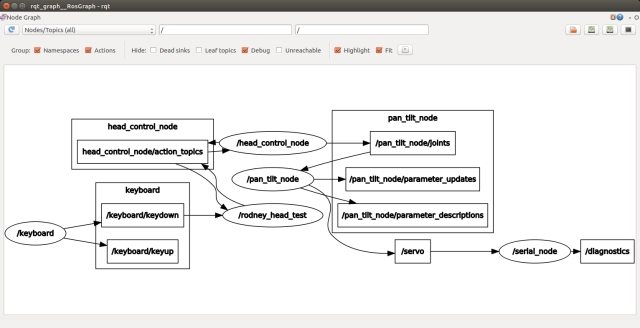 rqt_graph__RosGraph - rqt
Node Graph
Nodes/Topics (all) / /
Group: Namespaces Actions Hide: Dead sinks Leaf topics Debug Unreachable Highlight Fit
pan_tilt_node
head_control_node
/head_control_node /pan_tilt_node/joints
head_control_node/action_topics
/pan_tilt_node /pan_tilt_node/parameter_updates
keyboard
/keyboard/keydown /rodney_head_test /pan_tilt_node/parameter_descriptions
/keyboard
/keyboard/keyup /servo /serial_node /diagnostics